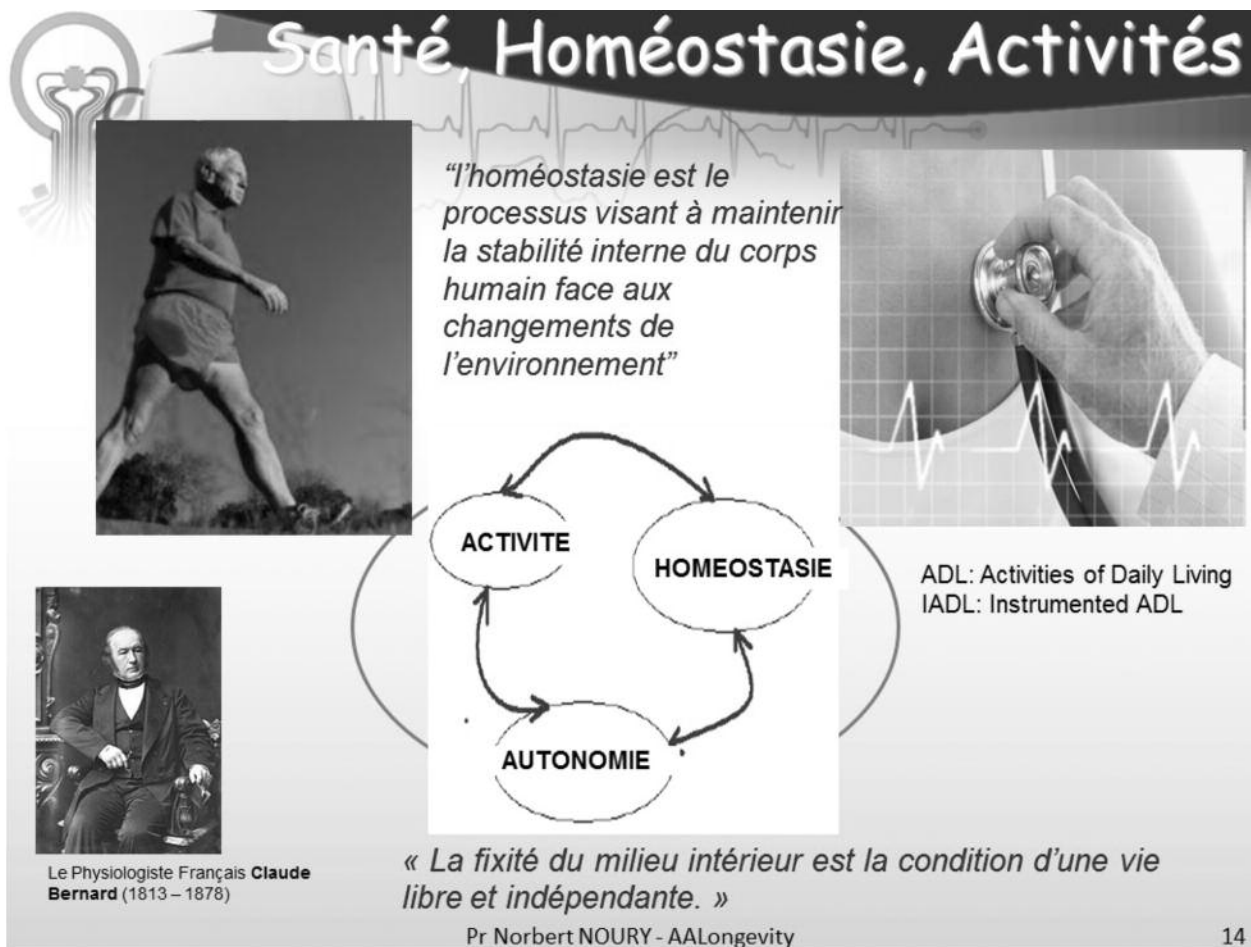 Santé, Homéostasie, Activités
“l’homéostasie est le
processus visant à maintenir
la stabilité interne du corps
humain face aux
changements de
l’environnement”
ACTIVITE
HOMEOSTASIE
AUTONOMIE
ADL: Activities of Daily Living
IADL: Instrumented ADL
Le Physiologiste Français Claude
Bernard (1813 – 1878)
« La fixité du milieu intérieur est la condition d’une vie
libre et indépendante. »
Pr Norbert NOURY - AALongevity
14